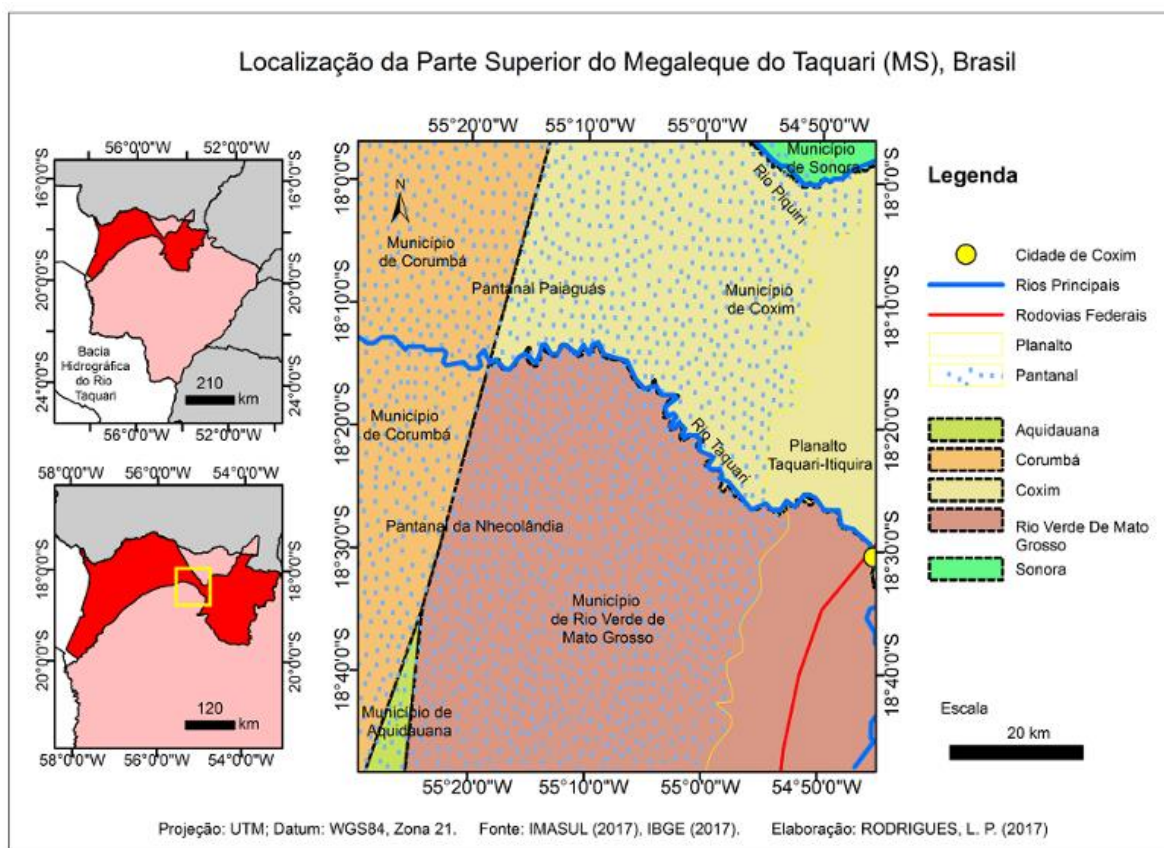 Localização da Parte Superior do Megaleque do Taquari (MS), Brasil
56°0'0"W 52°0'0"W
16°0'0"S
20°0'0"S
24°0'0"S
16°0'0"S
20°0'0"S
24°0'0"S
Bacia
Hidrográfica
do Rio
Taquari
210
km
56°0'0"W 52°0'0"W
58°0'0"W 56°0'0"W 54°0'0"W
18°0'0"S
20°0'0"S
18°0'0"S
20°0'0"S
120
km
58°0'0"W 56°0'0"W 54°0'0"W
55°20'0"W 55°10'0"W 55°0'0"W 54°50'0"W
18°0'0"S
18°10'0"S
18°20'0"S
18°30'0"S
18°40'0"S
N
Município
de Sonora
Rio Piquiri
Município
de Corumbá
Pantanal Paiaguás
Município
de Coxim
Município
de Corumbá
Rio Taquari
Planalto
Taquari-Itiquira
Pantanal da Nhecolândia
Município
de Rio Verde de
Mato Grosso
Município de
Aquidauana
18°0'0"S
18°10'0"S
18°20'0"S
18°30'0"S
18°40'0"S
55°20'0"W 55°10'0"W 55°0'0"W 54°50'0"W
Legenda
Cidade de Coxim
Rios Principais
Rodovias Federais
Planalto
Pantanal
Aquidauana
Corumbá
Coxim
Rio Verde De Mato
Grosso
Sonora
Escala
20 km
Projeção: UTM; Datum: WGS84, Zona 21. Fonte: IMASUL (2017), IBGE (2017). Elaboração: RODRIGUES, L. P. (2017)